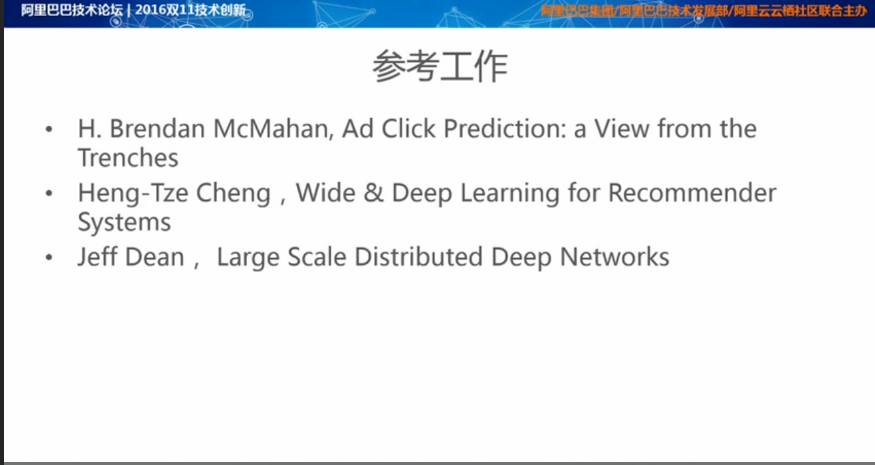 阿里巴巴技术论坛 | 2016双11技术创新
阿里巴巴集团/阿里巴巴技术发展部/阿里云云栖社区联合主办
参考工作
• H. Brendan McMahan, Ad Click Prediction: a View from the
Trenches
• Heng-Tze Cheng , Wide & Deep Learning for Recommender
Systems
• Jeff Dean , Large Scale Distributed Deep Networks